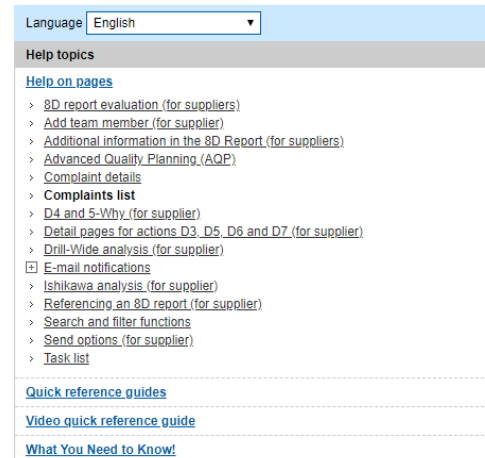 Language English
Help topics
Help on pages
8D report evaluation (for suppliers)
Add team member (for supplier)
Additional information in the 8D Report (for suppliers)
Advanced Quality Planning (AQP)
Complaint details
Complaints list
D4 and 5-Why (for supplier)
Detail pages for actions D3, D5, D6 and D7 (for supplier)
Drill-Wide analysis (for supplier)
E-mail notifications
Ishikawa analysis (for supplier)
Referencing an 8D report (for supplier)
Search and filter functions
Send options (for supplier)
Task list
Quick reference guides
Video quick reference guide
What You Need to Know!